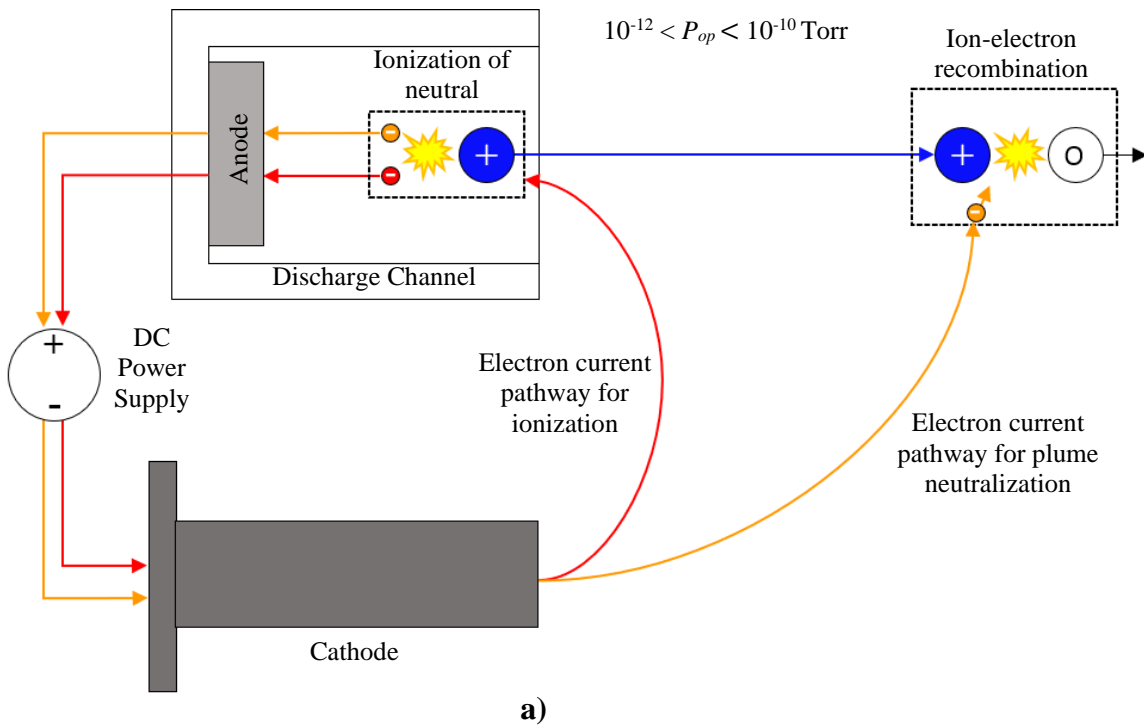 10⁻¹² < P_op < 10⁻¹⁰ Torr
Ionization of
neutral
Ion-electron
recombination
Anode
-
-
+
+
O
-
Discharge Channel
+
-
DC
Power
Supply
Electron current
pathway for
ionization
Electron current
pathway for plume
neutralization
Cathode
a)